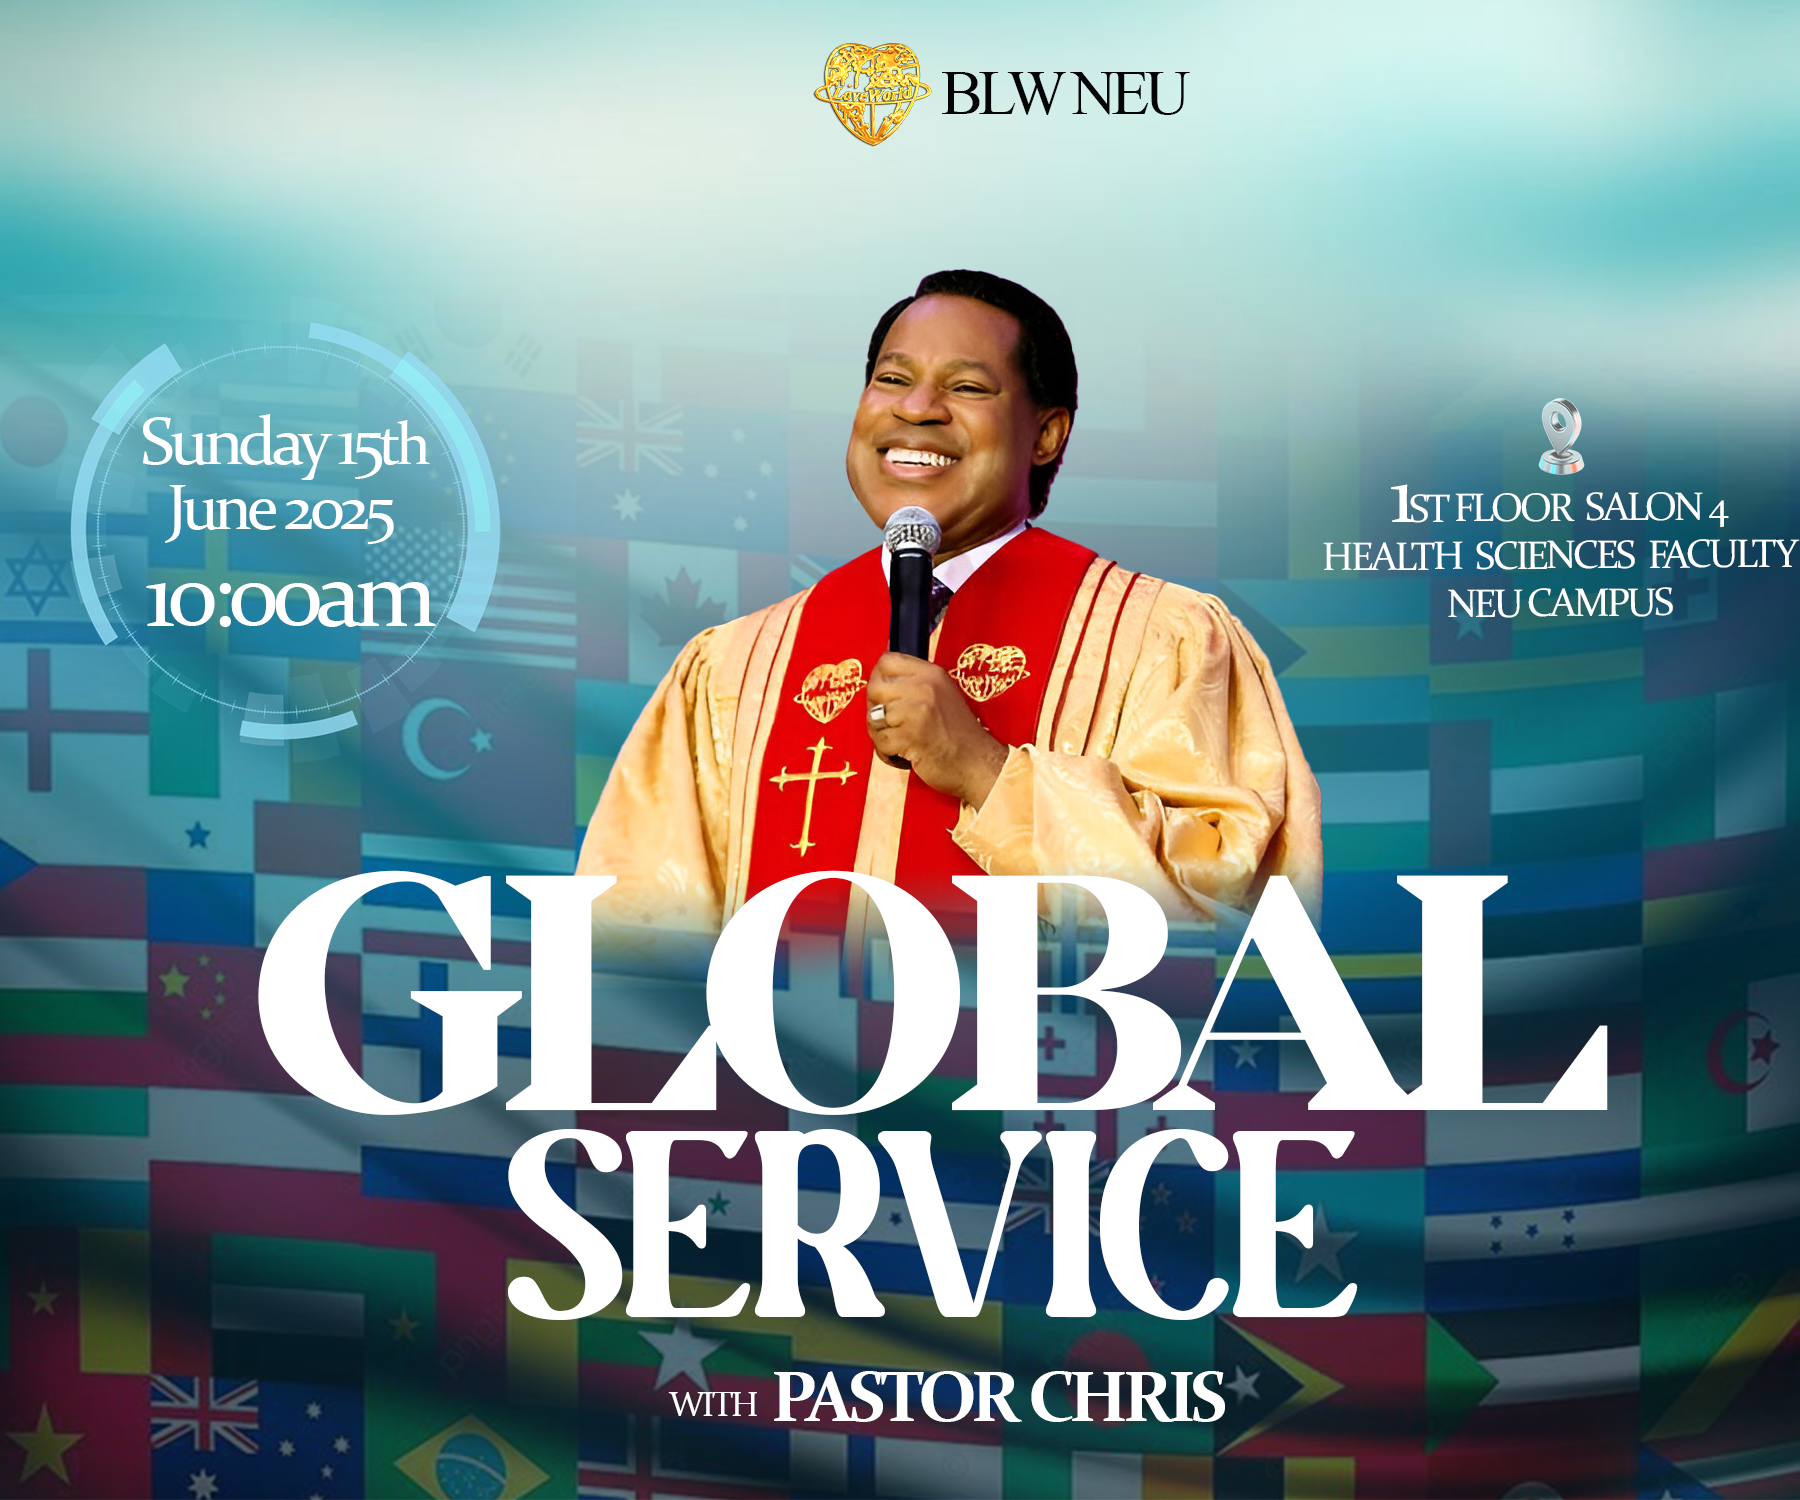 LoveWorld
BLW NEU
Sunday 15th
June 2025
10:00am
1ST FLOOR SALON 4
HEALTH SCIENCES FACULTY
NEU CAMPUS
GLOBAL
SERVICE
WITH PASTOR CHRIS